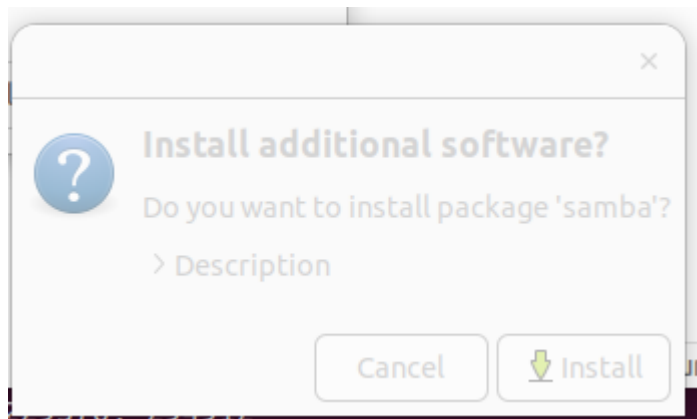 Install additional software?
Do you want to install package 'samba'?
> Description
Cancel
Install